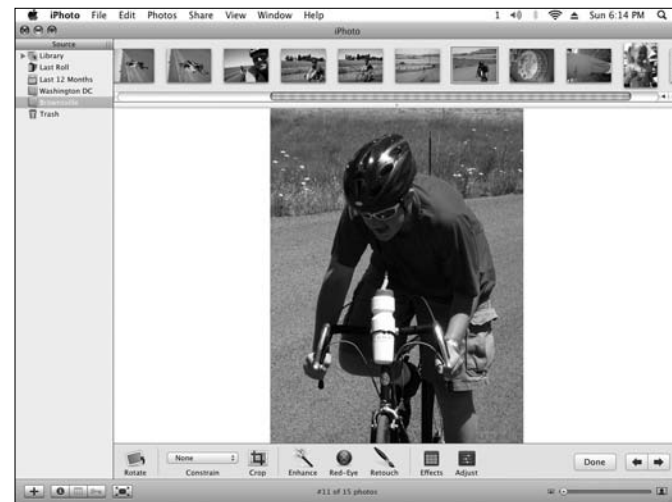 iPhoto File Edit Photos Share View Window Help 1 Sun 6:14 PM
iPhoto
Source
Library
Last Roll
Last 12 Months
Washington DC
Brownsville
Trash
None
Rotate Constrain Crop Enhance Red-Eye Retouch Effects Adjust
Done
#11 of 15 photos